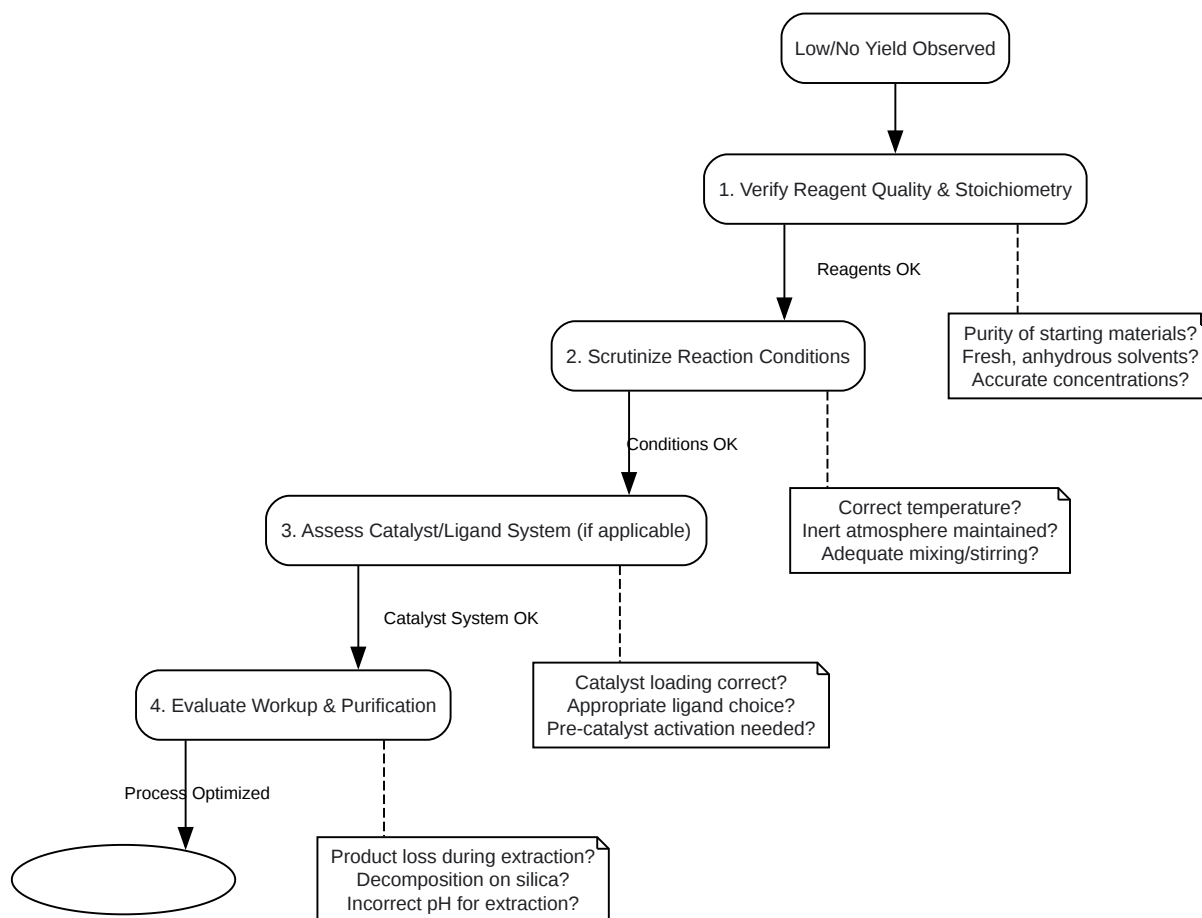 Low/No Yield Observed
1. Verify Reagent Quality & Stoichiometry
Reagents OK
Purity of starting materials?
Fresh, anhydrous solvents?
Accurate concentrations?
2. Scrutinize Reaction Conditions
Conditions OK
Correct temperature?
Inert atmosphere maintained?
Adequate mixing/stirring?
3. Assess Catalyst/Ligand System (if applicable)
Catalyst System OK
Catalyst loading correct?
Appropriate ligand choice?
Pre-catalyst activation needed?
4. Evaluate Workup & Purification
Process Optimized
Product loss during extraction?
Decomposition on silica?
Incorrect pH for extraction?